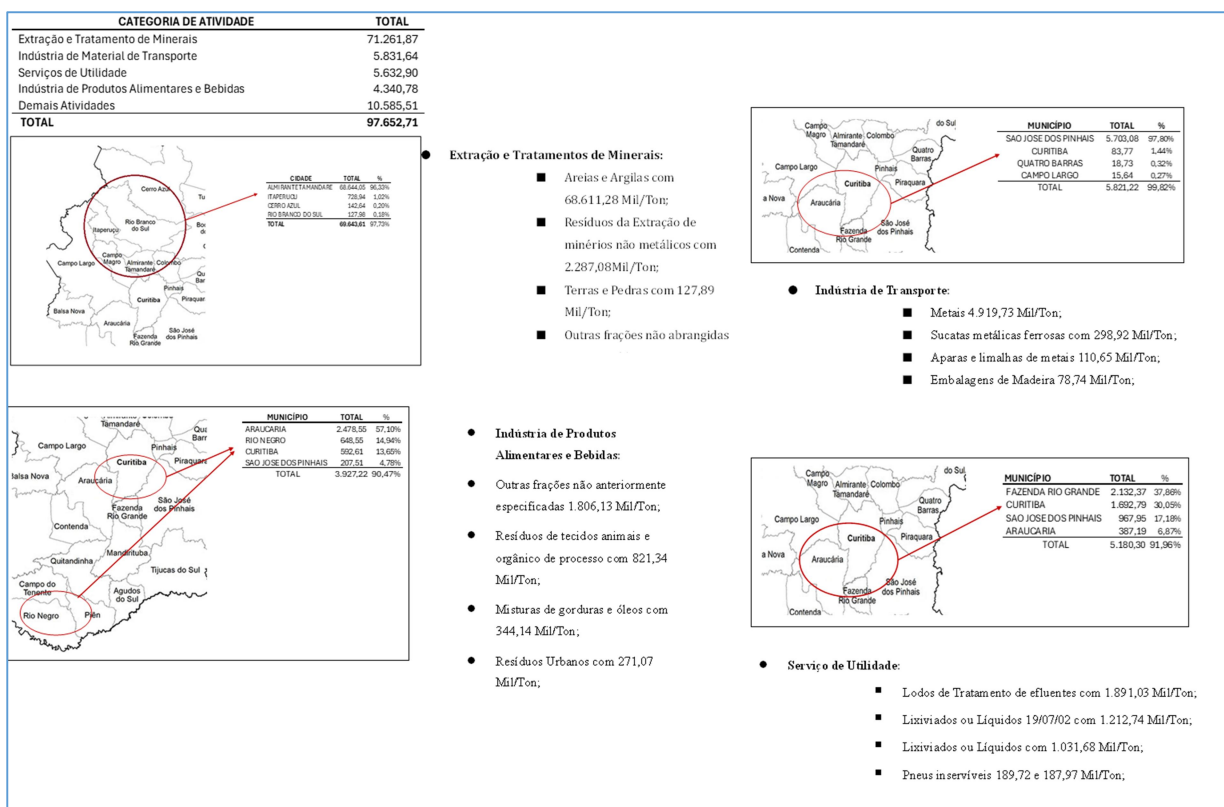 CATEGORIA DE ATIVIDADE TOTAL
Extração e Tratamento de Minerais 71.261,87
Indústria de Material de Transporte 5.831,64
Serviços de Utilidade 5.632,90
Indústria de Produtos Alimentares e Bebidas 4.340,78
Demais Atividades 10.585,51
TOTAL 97.652,71
Cerro Azul
Tu
Rio Branco
do Sul
Itaperuçu
Campo Largo
Campo
Magro
Almirante
Tamandaré
Colombo
Qu
Bar
Pinhais
Curitiba
Piraquar
Balsa Nova
Araucária
São José
dos Pinhais
Fazenda
Rio Grande
CIDADE TOTAL %
ALMIRANTE TAMANDARE 68.644,05 96,33%
ITAPERUCU 728,94 1,02%
CERRO AZUL 142,64 0,20%
RIO BRANCO DO SUL 127,98 0,18%
TOTAL 69.643,61 97,73%
● Extração e Tratamentos de Minerais:
■ Areias e Argilas com
68.611,28 Mil/Ton;
■ Resíduos da Extração de
minérios não metálicos com
2.287,08Mil/Ton;
■ Terras e Pedras com 127,89
Mil/Ton;
■ Outras frações não abrangidas
do Sul
Campo
Magro
Almirante
Tamandaré
Colombo
Quatro
Barras
Campo Largo
Pinhais
Curitiba
Piraquara
a Nova
Araucária
São José
dos Pinhais
Fazenda
Rio Grande
Contenda
MUNICÍPIO TOTAL %
SAO JOSE DOS PINHAIS 5.703,08 97,80%
CURITIBA 83,77 1,44%
QUATRO BARRAS 18,73 0,32%
CAMPO LARGO 15,64 0,27%
TOTAL 5.821,22 99,82%
● Indústria de Transporte:
■ Metais 4.919,73 Mil/Ton;
■ Sucatas metálicas ferrosas com 298,92 Mil/Ton;
■ Aparas e limalhas de metais 110,65 Mil/Ton;
■ Embalagens de Madeira 78,74 Mil/Ton;
Tamandaré
Qua
Barr
Campo Largo
Pinhais
Curitiba
Piraquara
alsa Nova
Araucária
São José
dos Pinhais
Fazenda
Rio Grande
Contenda
Mandirituba
Quitandinha
Tijucas do Sul
Campo do
Tenente
Agudos
do Sul
Rio Negro
Piên
MUNICÍPIO TOTAL %
ARAUCARIA 2.478,55 57,10%
RIO NEGRO 648,55 14,94%
CURITIBA 592,61 13,65%
SAO JOSE DOS PINHAIS 207,51 4,78%
TOTAL 3.927,22 90,47%
● Indústria de Produtos
Alimentares e Bebidas:
● Outras frações não anteriormente
especificadas 1.806,13 Mil/Ton;
● Resíduos de tecidos animais e
orgânico de processo com 821,34
Mil/Ton;
● Misturas de gorduras e óleos com
344,14 Mil/Ton;
● Resíduos Urbanos com 271,07
Mil/Ton;
do Sul
Campo
Magro
Almirante
Tamandaré
Colombo
Quatro
Barras
Campo Largo
Pinhais
Curitiba
Piraquara
a Nova
Araucária
São José
dos Pinhais
Fazenda
Rio Grande
Contenda
MUNICÍPIO TOTAL %
FAZENDA RIO GRANDE 2.132,37 37,86%
CURITIBA 1.692,79 30,05%
SAO JOSE DOS PINHAIS 967,95 17,18%
ARAUCARIA 387,19 6,87%
TOTAL 5.180,30 91,96%
● Serviço de Utilidade:
■ Lodos de Tratamento de efluentes com 1.891,03 Mil/Ton;
■ Lixiviados ou Líquidos 19/07/02 com 1.212,74 Mil/Ton;
■ Lixiviados ou Líquidos com 1.031,68 Mil/Ton;
■ Pneus inservíveis 189,72 e 187,97 Mil/Ton;